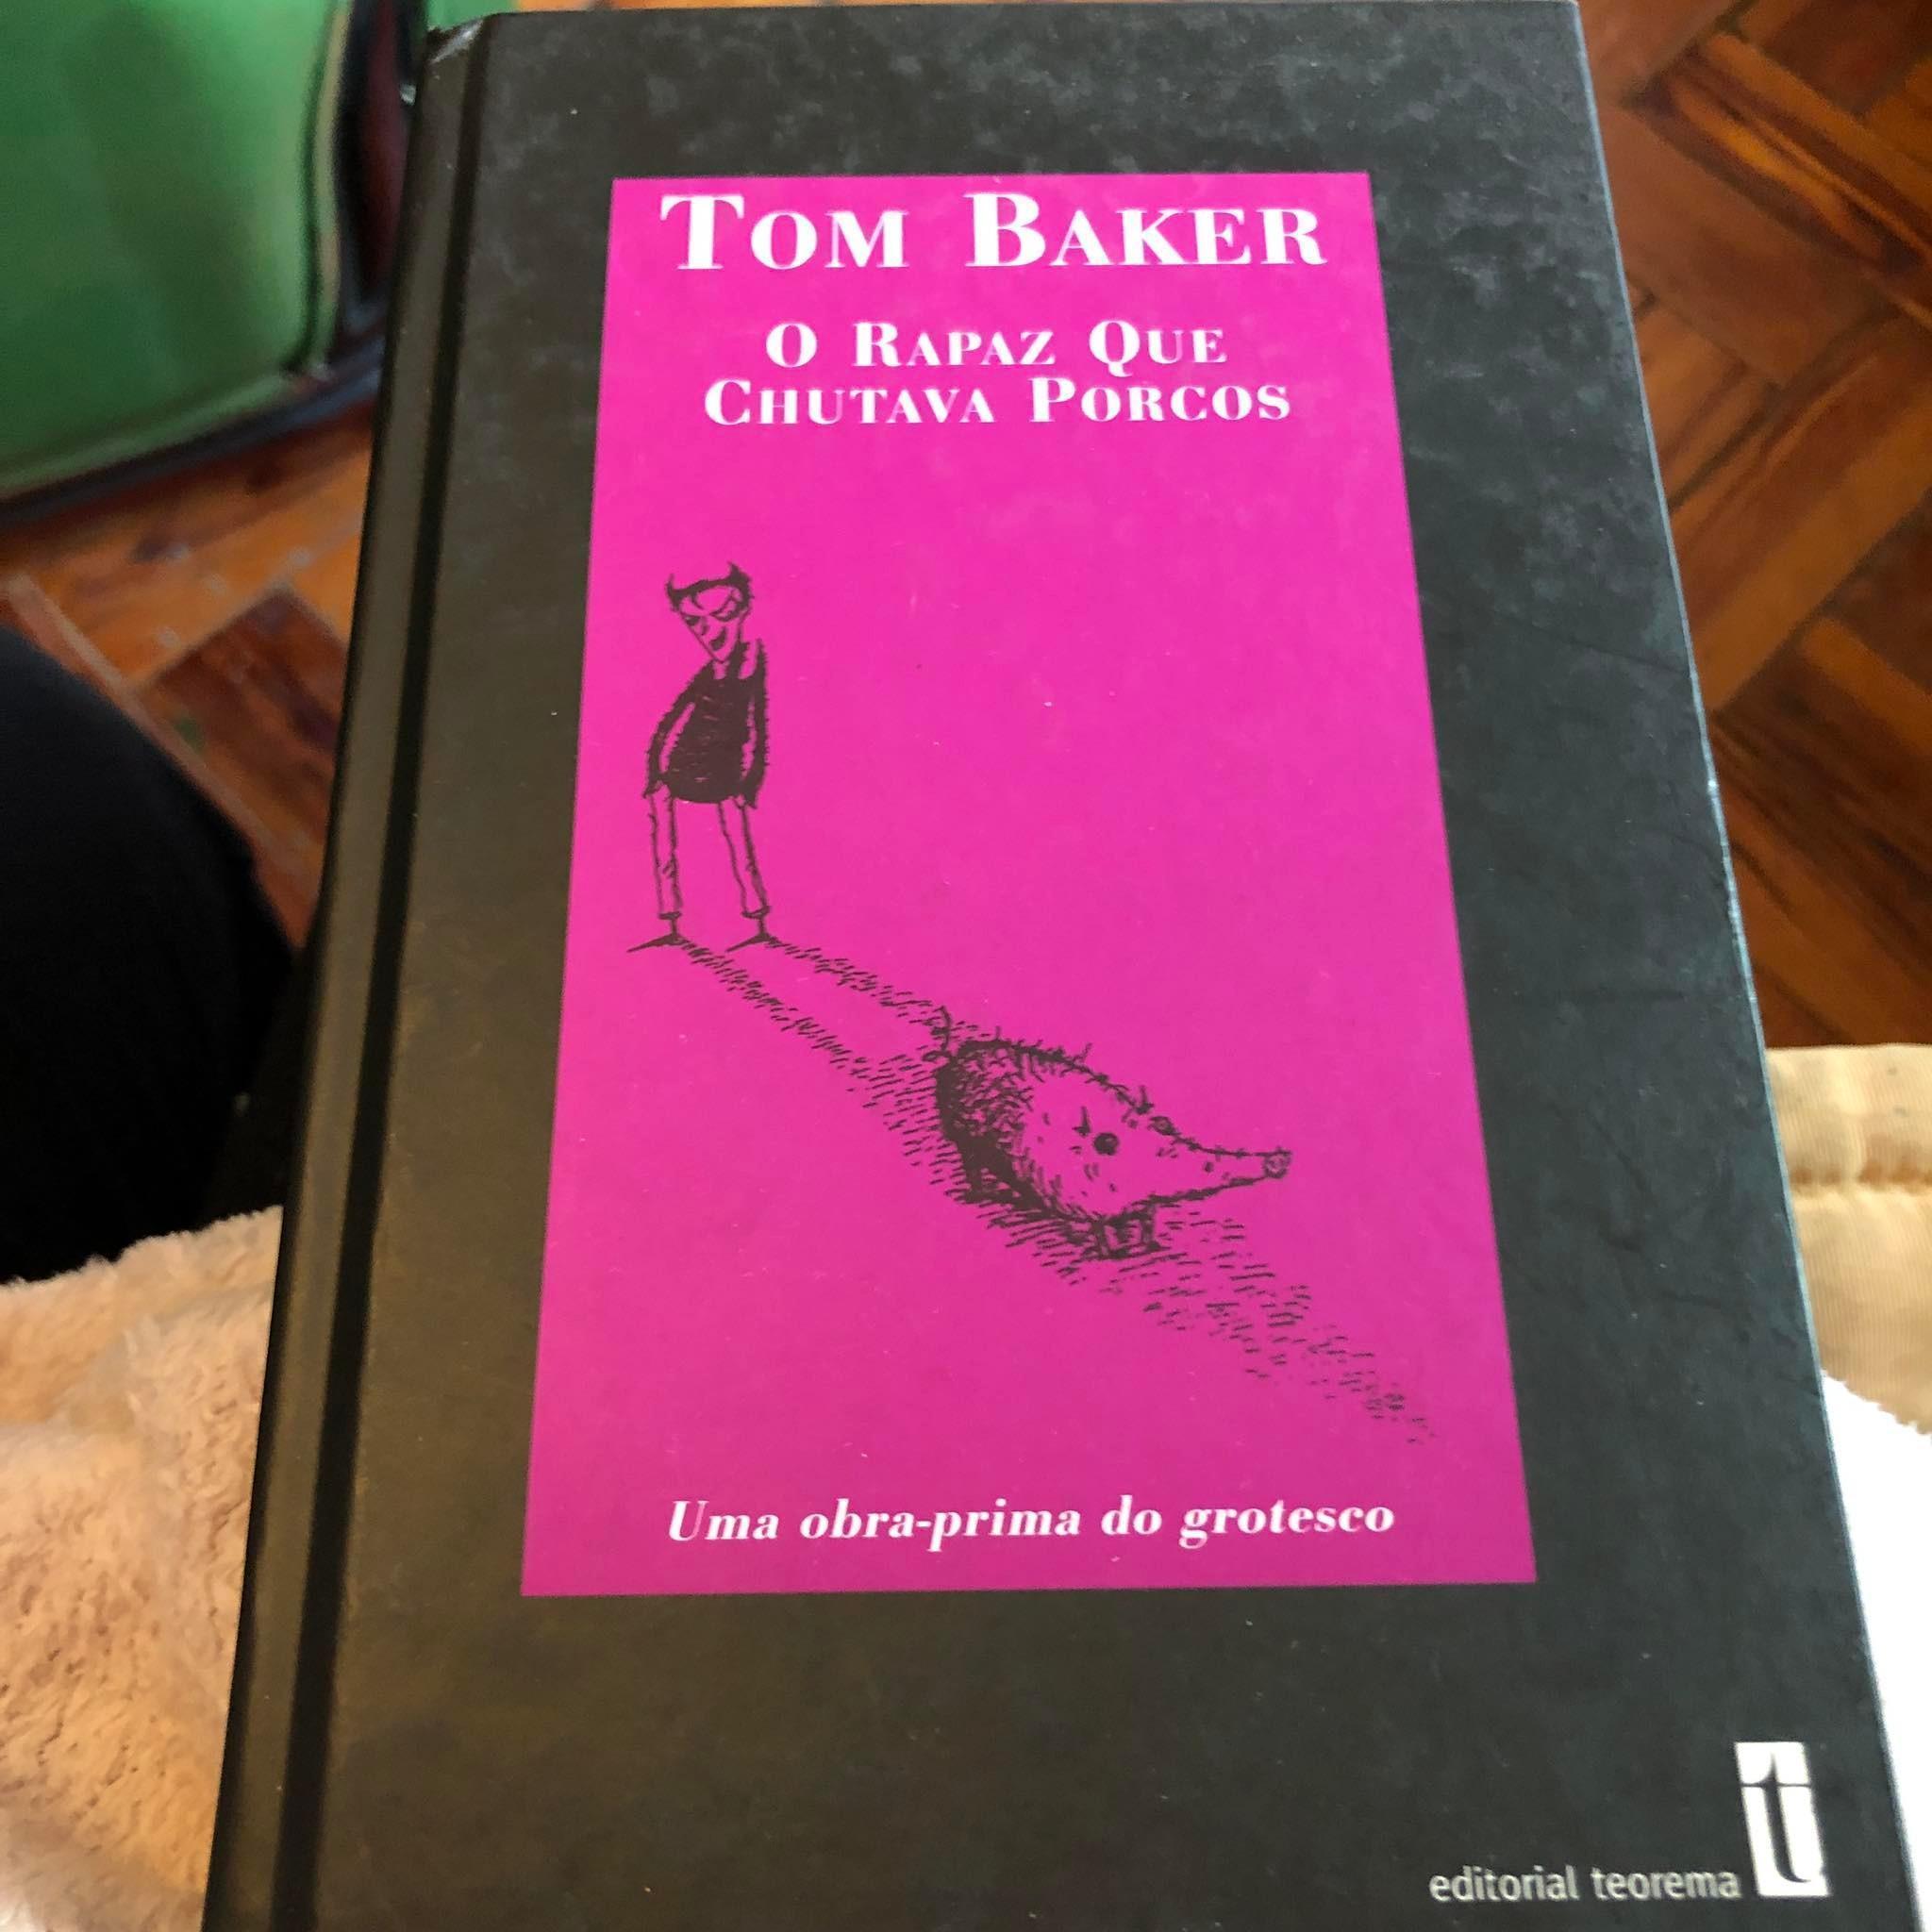 TOM BAKER
O RAPAZ QUE
CHUTAVA PORCOS
Uma obra-prima do grotesco
editorial teorema
t